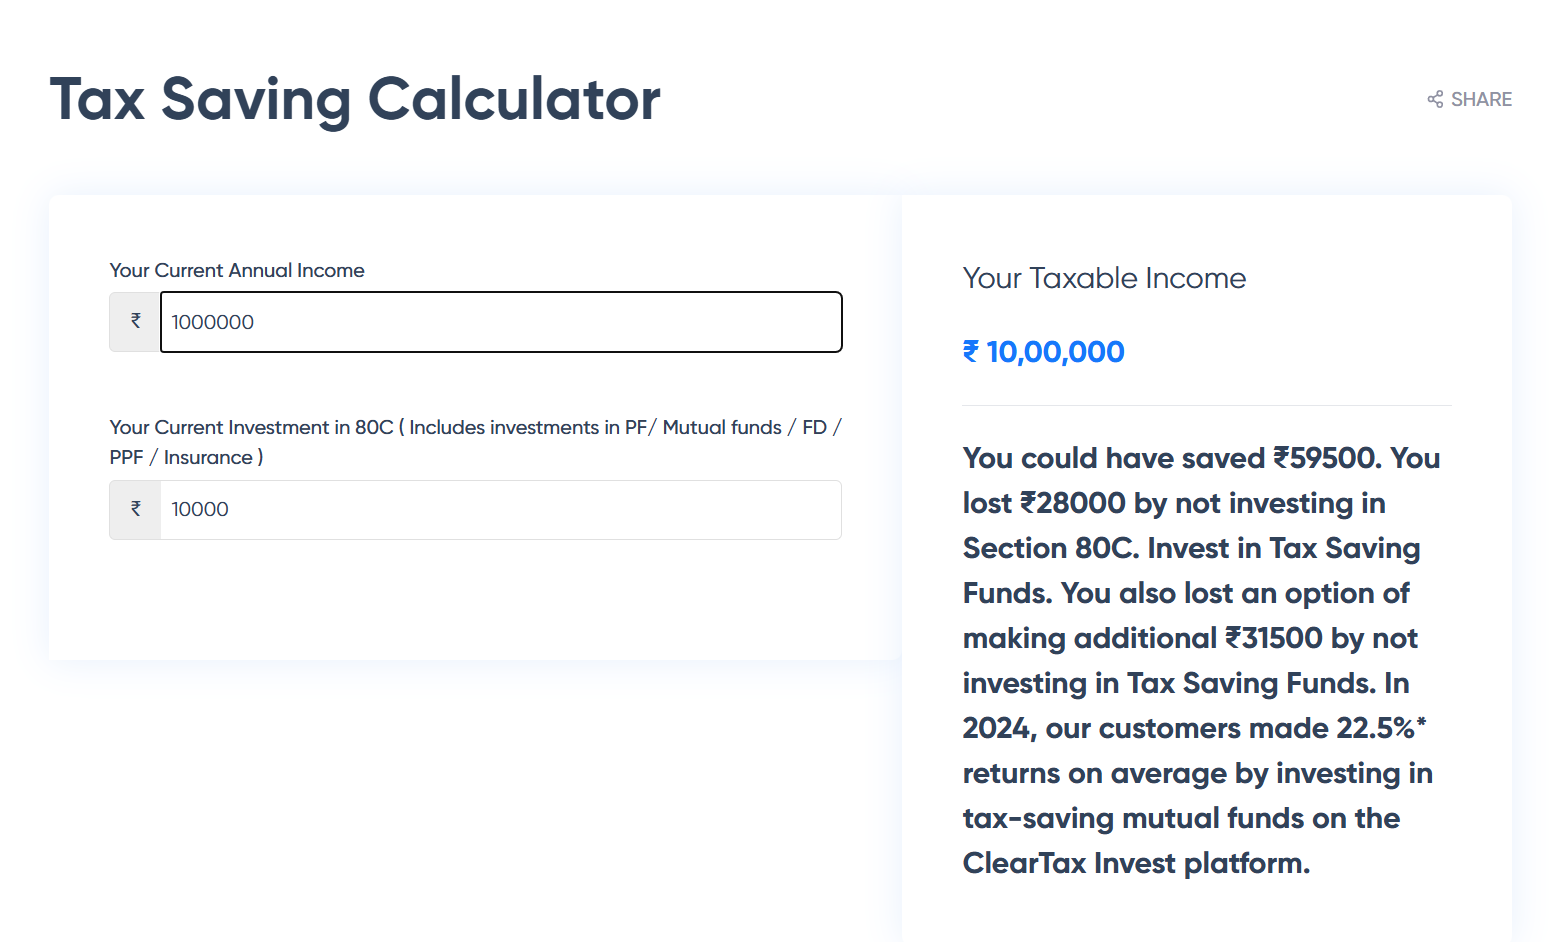 Tax Saving Calculator
SHARE
Your Current Annual Income
₹ 1000000
Your Current Investment in 80C ( Includes investments in PF/ Mutual funds / FD /
PPF / Insurance )
₹ 10000
Your Taxable Income
₹ 10,00,000
You could have saved ₹59500. You
lost ₹28000 by not investing in
Section 80C. Invest in Tax Saving
Funds. You also lost an option of
making additional ₹31500 by not
investing in Tax Saving Funds. In
2024, our customers made 22.5%*
returns on average by investing in
tax-saving mutual funds on the
ClearTax Invest platform.